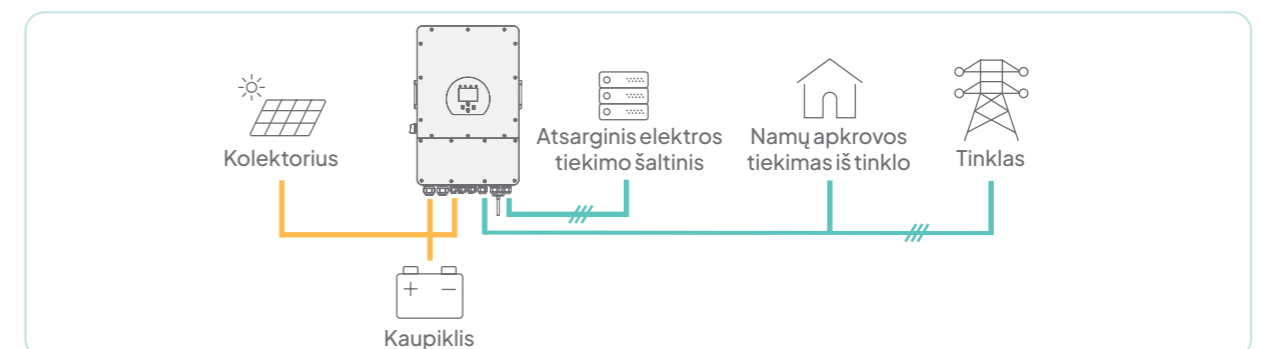 Kolektorius
Atsarginis elektros
tiekimo šaltinis
Namų apkrovos
tiekimas iš tinklo
Tinklas
Kaupiklis